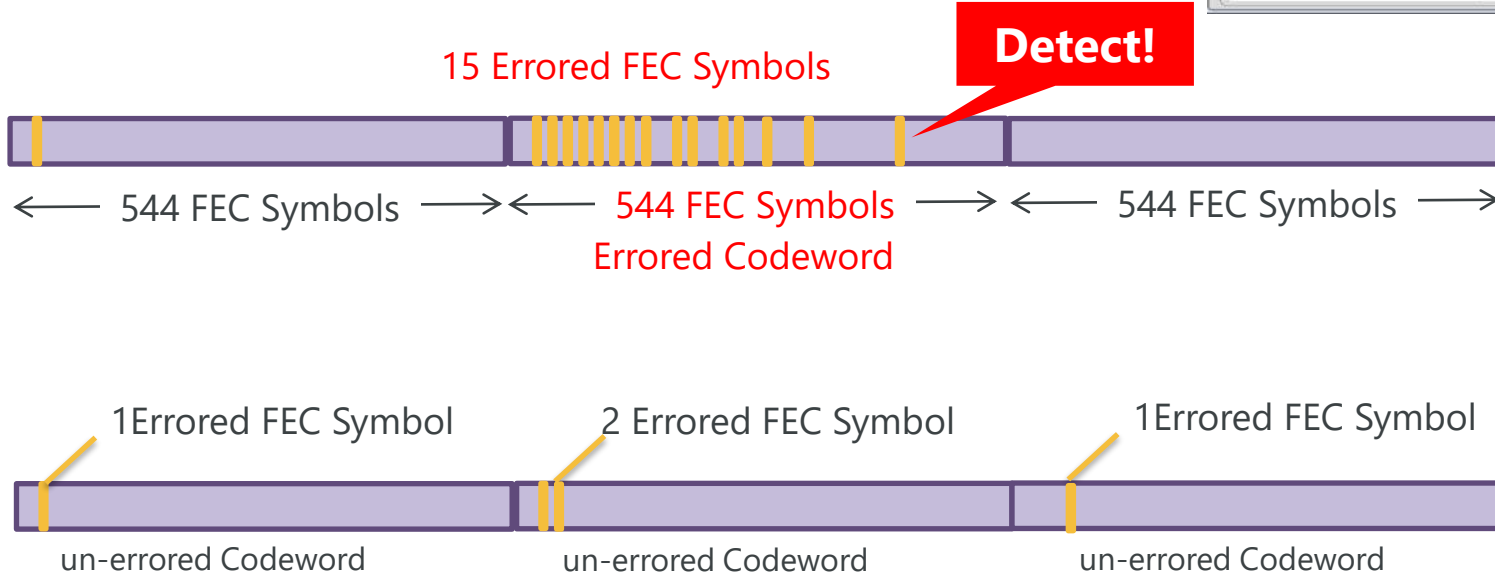 Detect!
15 Errored FEC Symbols
544 FEC Symbols
544 FEC Symbols
544 FEC Symbols
Errored Codeword
1Errored FEC Symbol
2 Errored FEC Symbol
1Errored FEC Symbol
un-errored Codeword
un-errored Codeword
un-errored Codeword